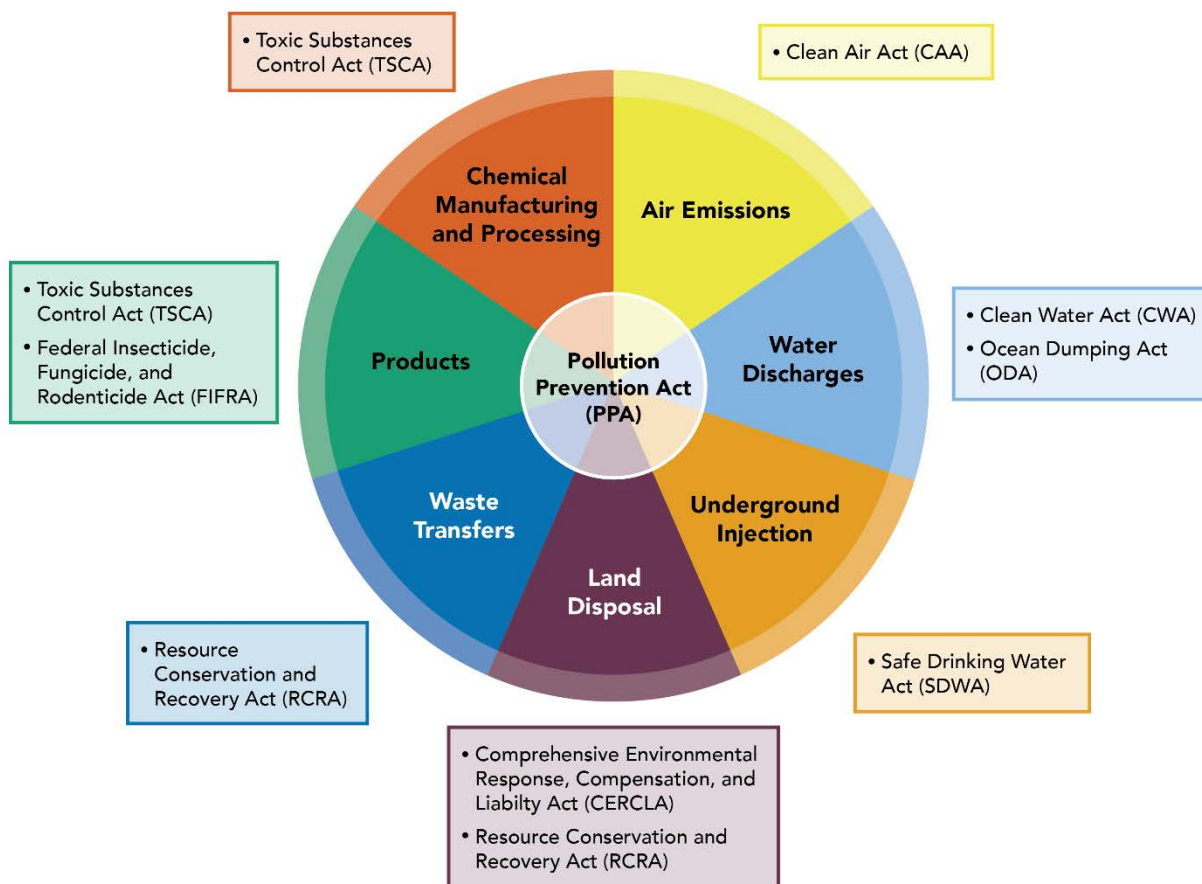 • Toxic Substances
Control Act (TSCA)
• Clean Air Act (CAA)
Chemical
Manufacturing
and Processing
Air Emissions
• Toxic Substances
Control Act (TSCA)
• Federal Insecticide,
Fungicide, and
Rodenticide Act (FIFRA)
Products
Pollution
Prevention Act
(PPA)
Water
Discharges
• Clean Water Act (CWA)
• Ocean Dumping Act
(ODA)
Waste
Transfers
Land
Disposal
Underground
Injection
• Resource
Conservation and
Recovery Act (RCRA)
• Safe Drinking Water
Act (SDWA)
• Comprehensive Environmental
Response, Compensation, and
Liabilty Act (CERCLA)
• Resource Conservation and
Recovery Act (RCRA)